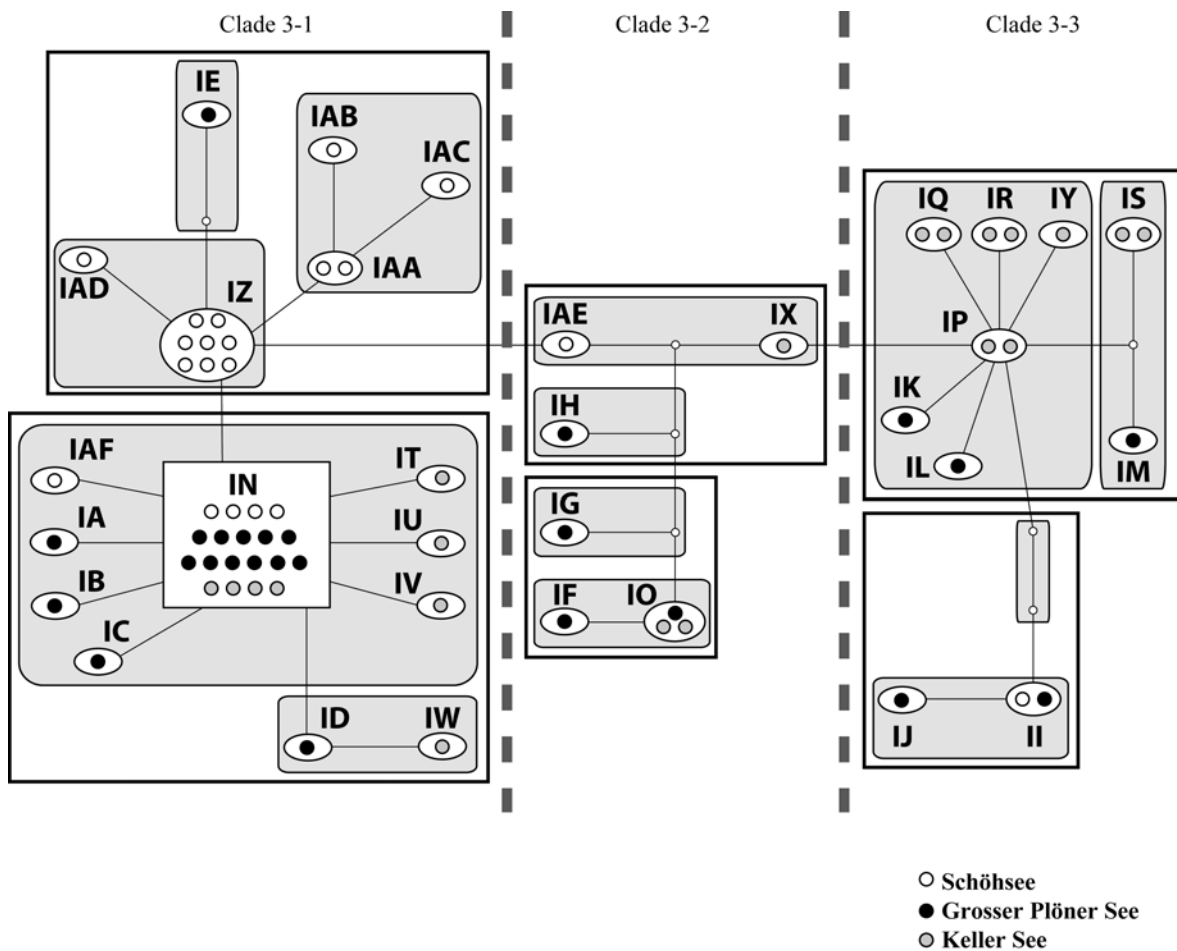 Clade 3-1
Clade 3-2
Clade 3-3
IE
IAB
IAC
IAD
IZ
IAA
IAE
IX
IH
IG
IF
IO
IQ
IR
IY
IS
IP
IK
IL
IM
IAF
IN
IT
IA
IU
IB
IV
IC
ID
IW
IJ
II
Schöhsee
Grosser Plöner See
Keller See